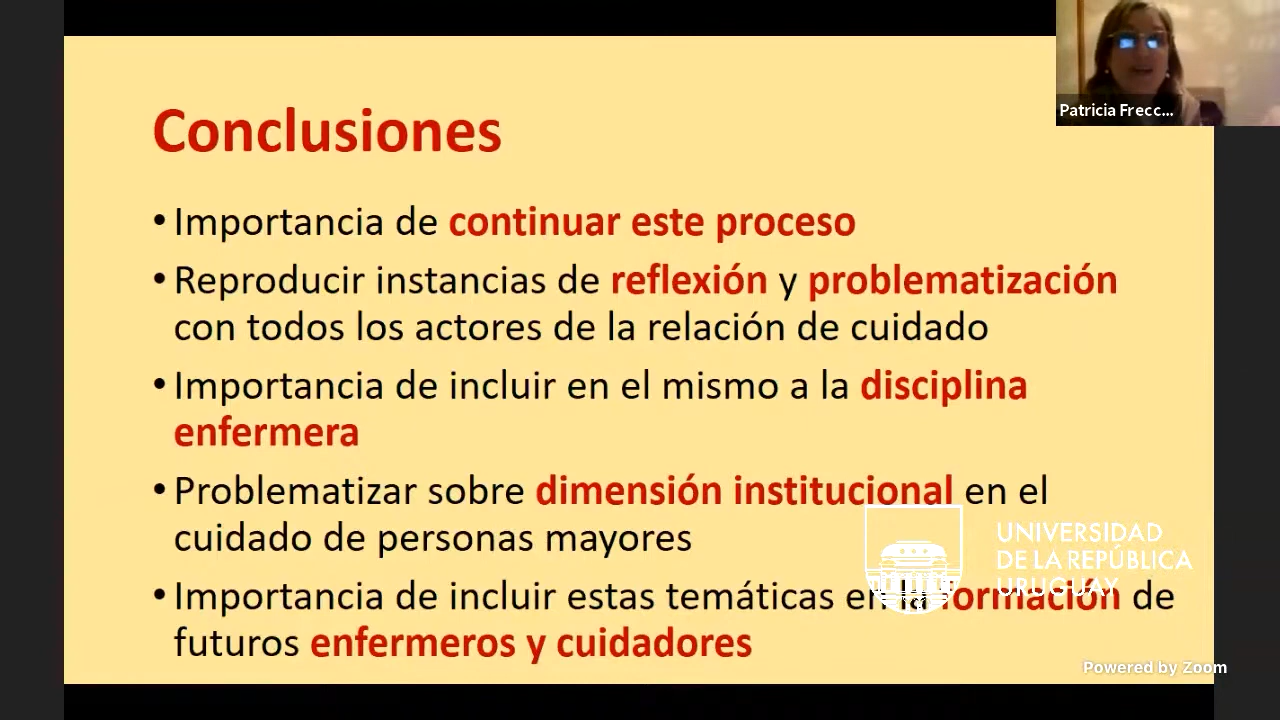 Patricia Frecc...
Conclusiones
• Importancia de continuar este proceso
• Reproducir instancias de reflexión y problematización
con todos los actores de la relación de cuidado
• Importancia de incluir en el mismo a la disciplina
enfermera
• Problematizar sobre dimensión institucional en el
cuidado de personas mayores
• Importancia de incluir estas temáticas en la formación de
futuros enfermeros y cuidadores
UNIVERSIDAD
DE LA REPÚBLICA
URUGUAY
Powered by Zoom